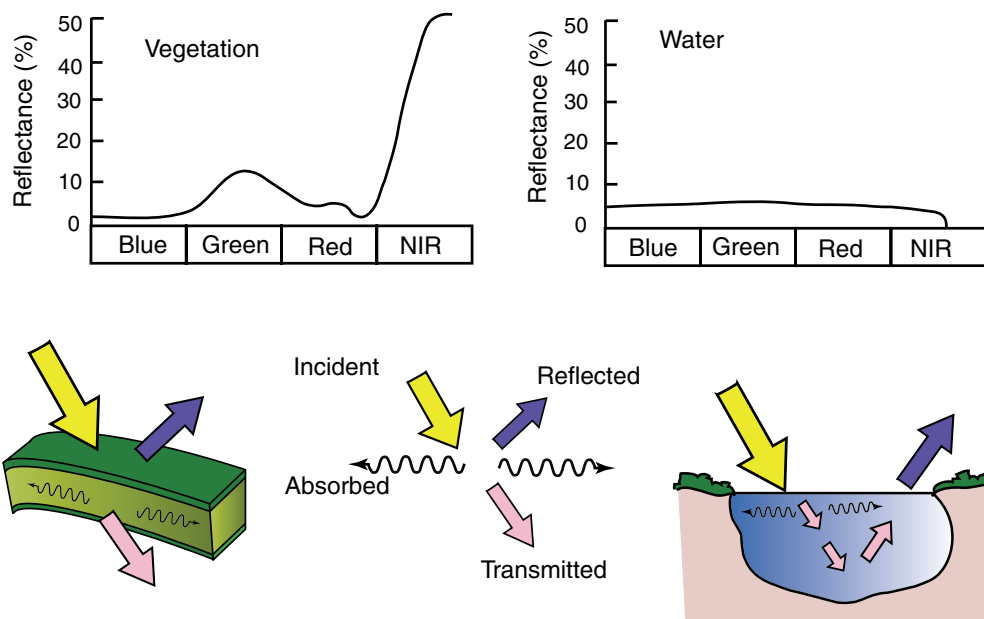 Reflectance (%)
50
40
30
20
10
0
Vegetation
Blue Green Red NIR
Reflectance (%)
50
40
30
20
10
0
Water
Blue Green Red NIR
Incident
Reflected
Absorbed
Transmitted